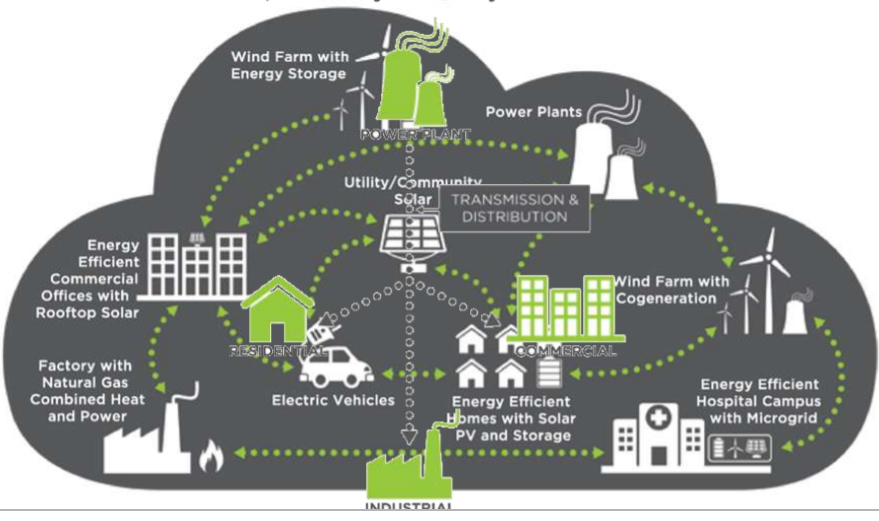 Wind Farm with
Energy Storage
POWER PLANT
Power Plants
Utility/Community
Solar
TRANSMISSION &
DISTRIBUTION
Energy
Efficient
Commercial
Offices with
Rooftop Solar
Wind Farm with
Cogeneration
RESIDENTIAL
COMMERCIAL
Factory with
Natural Gas
Combined Heat
and Power
Electric Vehicles
Energy Efficient
Homes with Solar
PV and Storage
Energy Efficient
Hospital Campus
with Microgrid
INDUSTRIAL